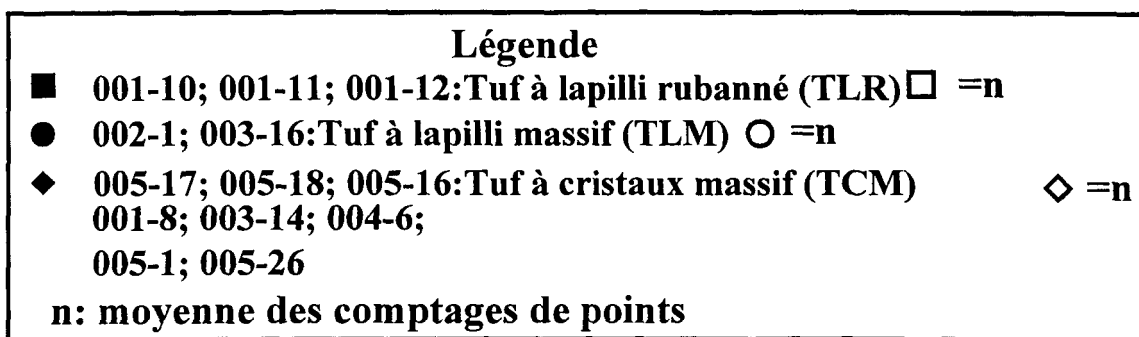 Légende
■ 001-10; 001-11; 001-12:Tuf à lapilli rubanné (TLR) □ =n
● 002-1; 003-16:Tuf à lapilli massif (TLM) ○ =n
◆ 005-17; 005-18; 005-16:Tuf à cristaux massif (TCM) ◇ =n
001-8; 003-14; 004-6;
005-1; 005-26
n: moyenne des comptages de points